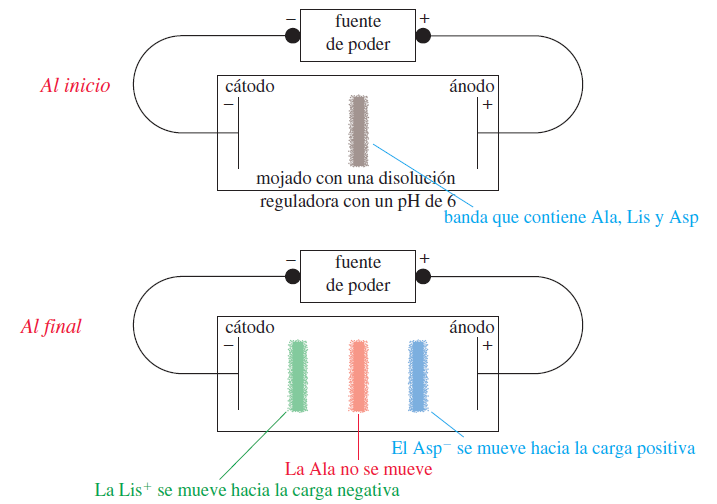 − fuente +
de poder
Al inicio
cátodo ánodo
− +
mojado con una disolución
reguladora con un pH de 6
banda que contiene Ala, Lis y Asp
− fuente +
de poder
Al final
cátodo ánodo
− +
El Asp⁻ se mueve hacia la carga positiva
La Ala no se mueve
La Lis⁺ se mueve hacia la carga negativa